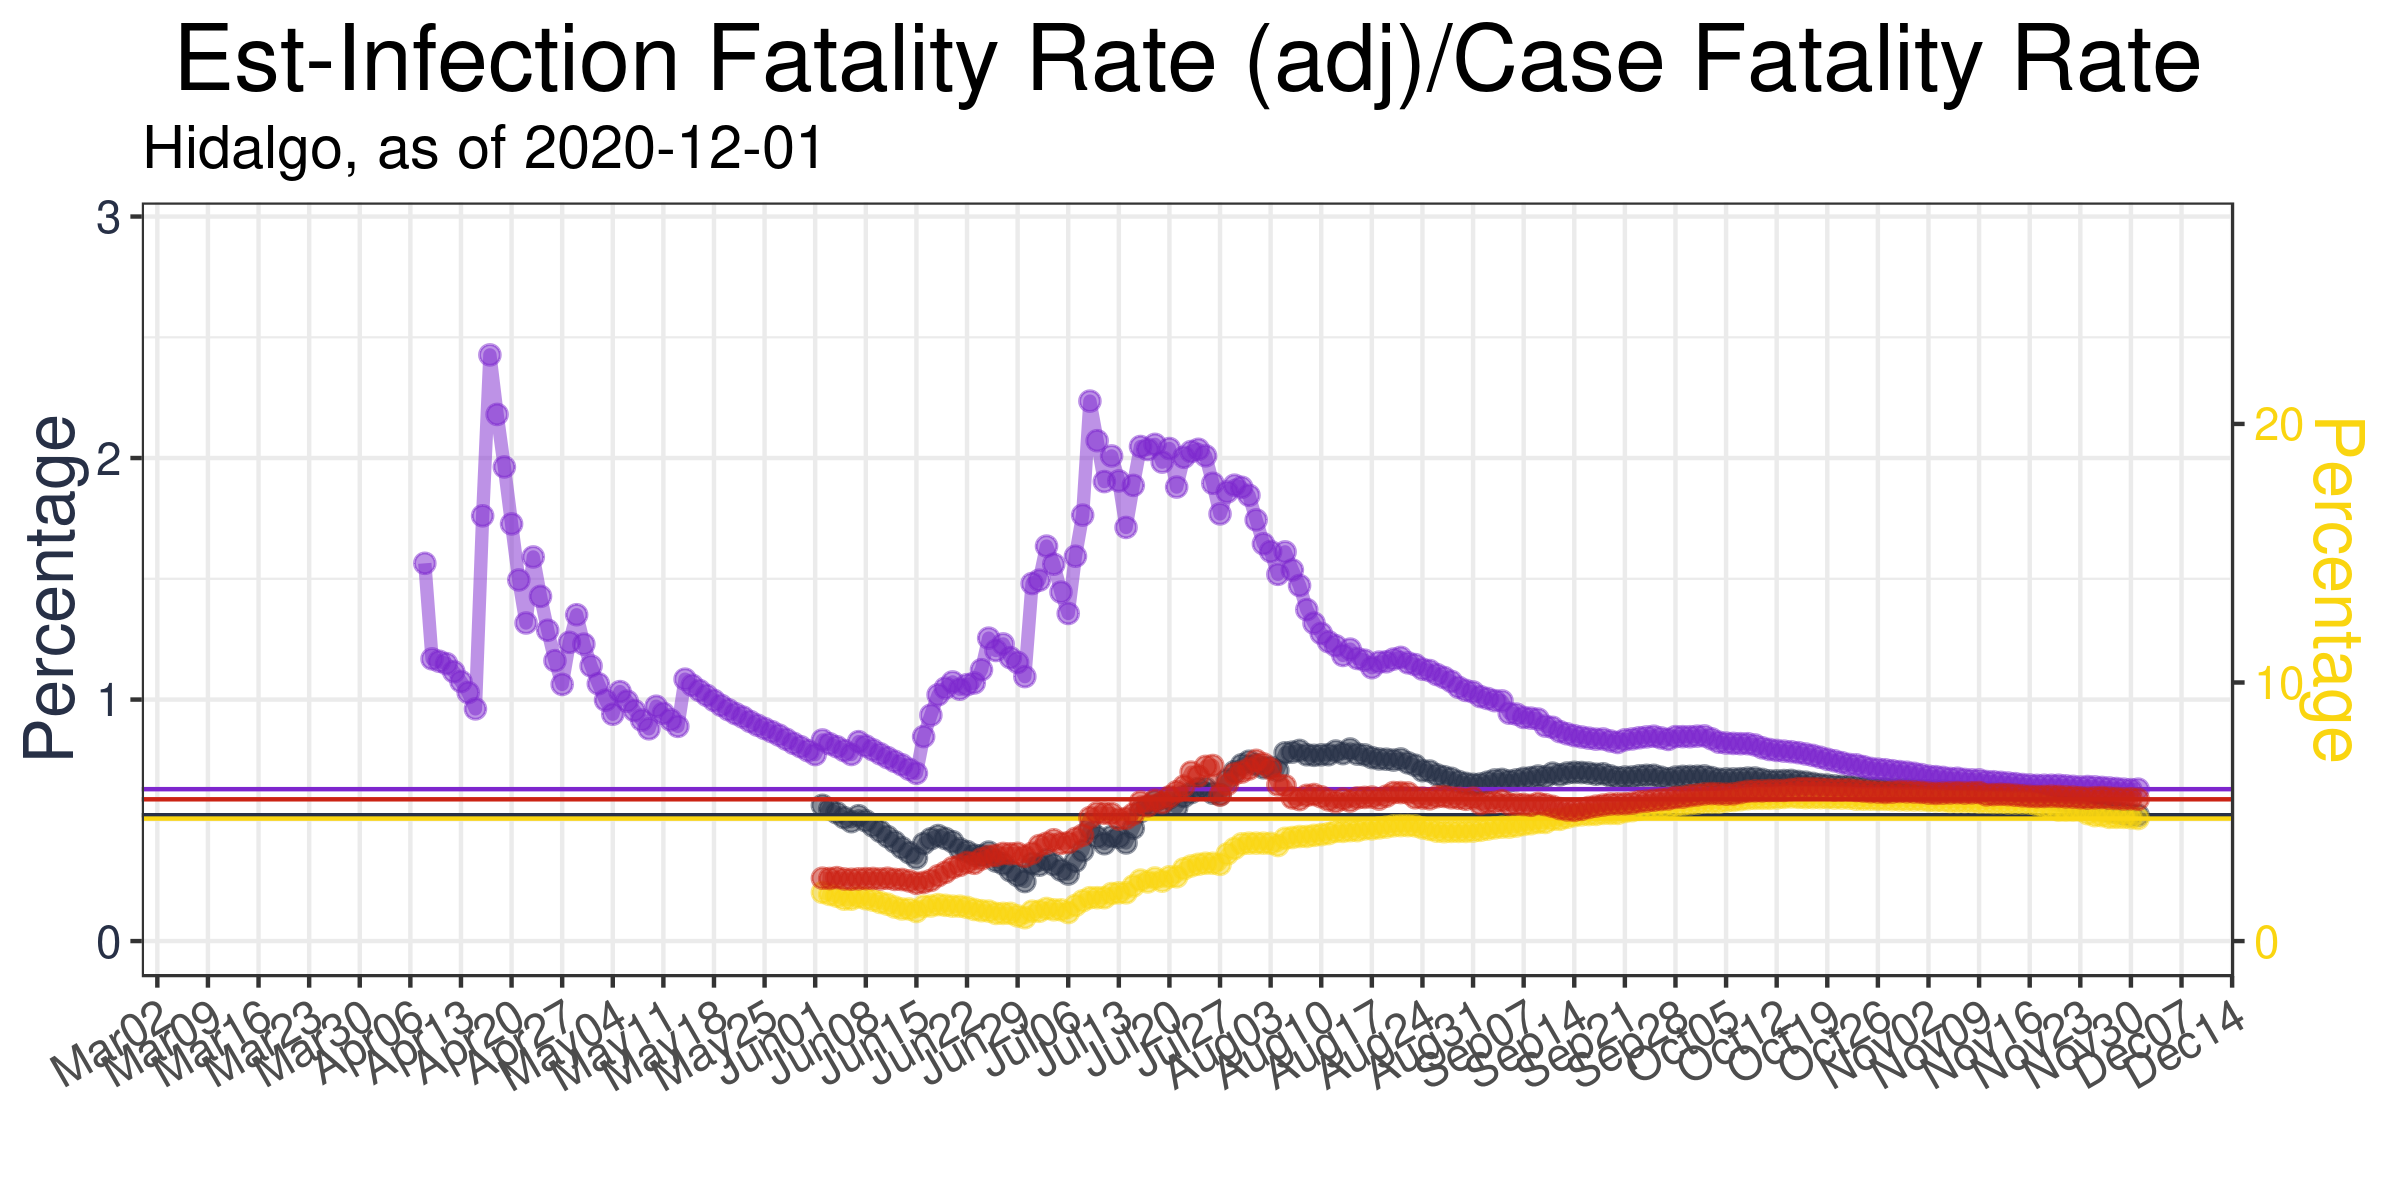 Est-Infection Fatality Rate (adj)/Case Fatality Rate
Hidalgo, as of 2020-12-01
Percentage
3
2
1
0
20
10
0
Percentage
Mar02
Mar09
Mar16
Mar23
Mar30
Apr06
Apr13
Apr20
Apr27
May04
May11
May18
May25
Jun01
Jun08
Jun15
Jun22
Jun29
Jul06
Jul13
Jul20
Jul27
Aug03
Aug10
Aug17
Aug24
Aug31
Sep07
Sep14
Sep21
Sep28
Oct05
Oct12
Oct19
Oct26
Nov02
Nov09
Nov16
Nov23
Nov30
Dec07
Dec14